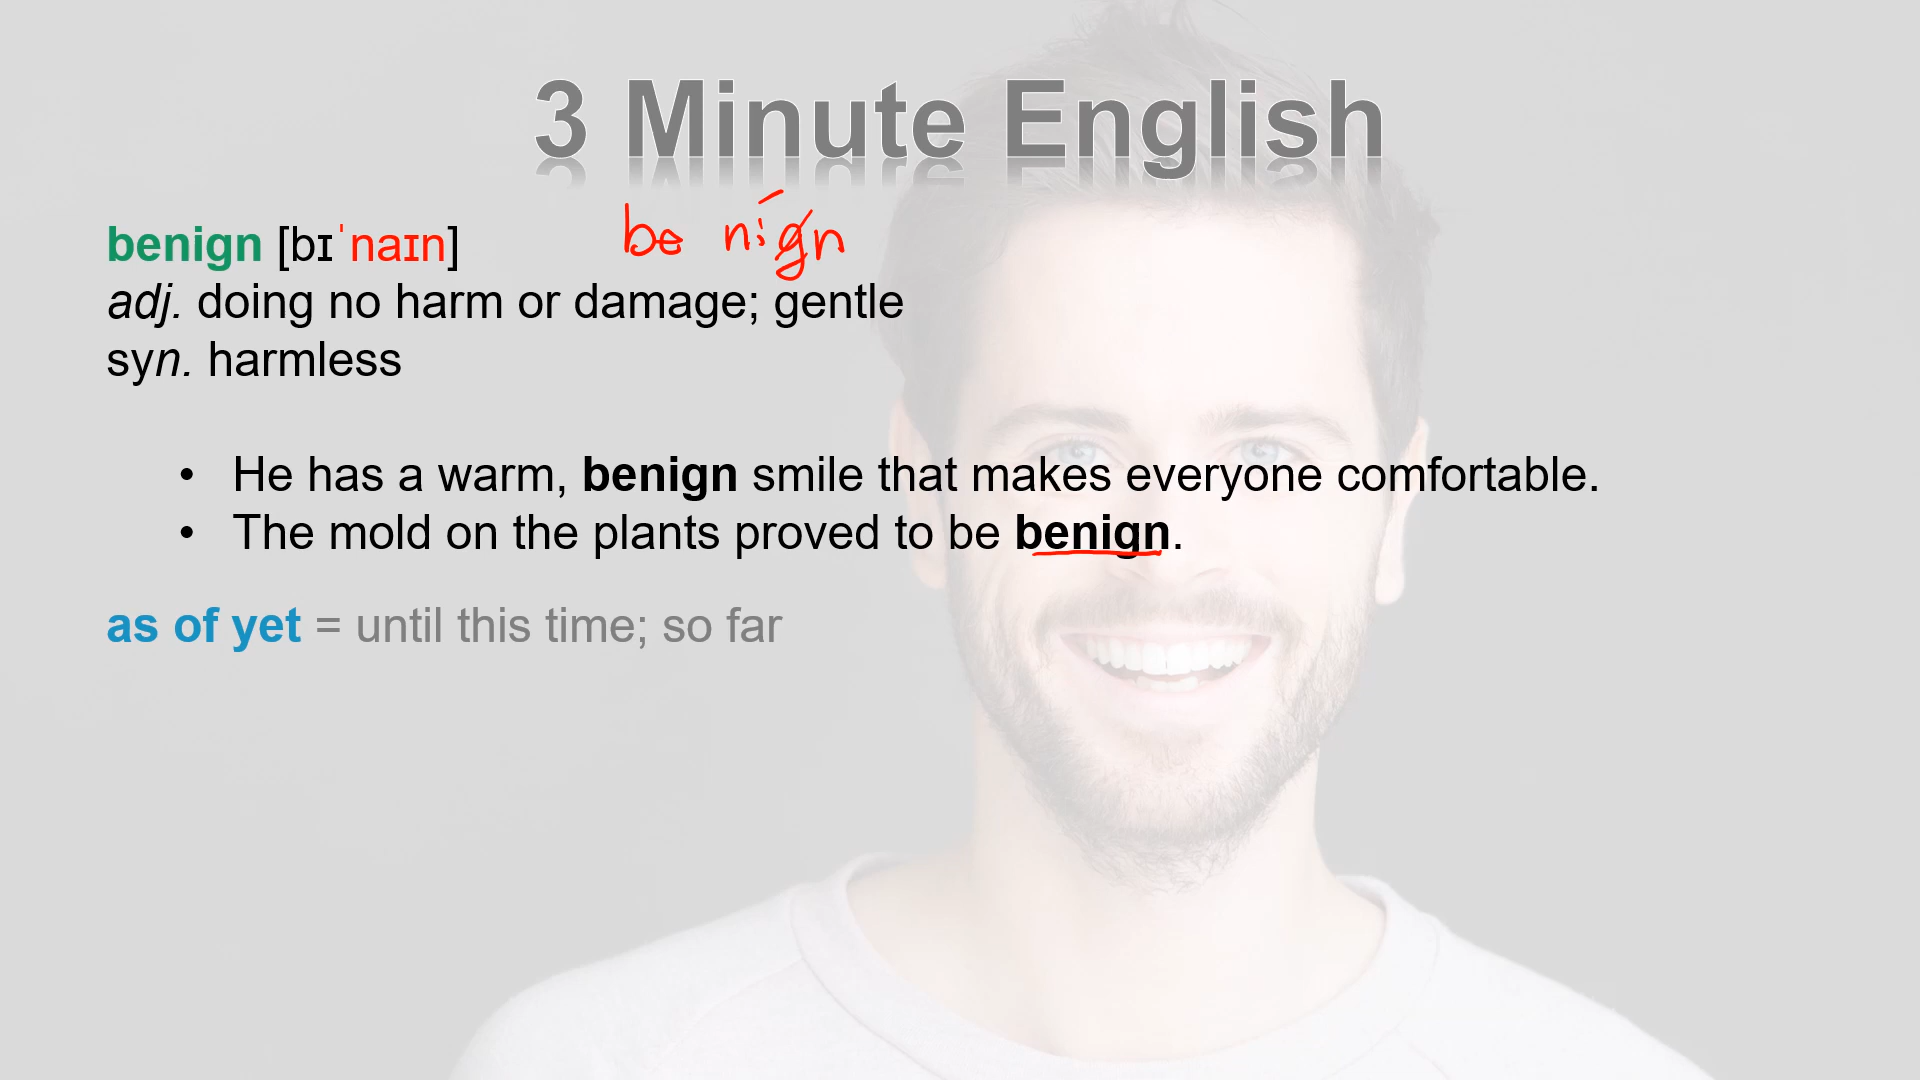 3 Minute English
benign [bɪˈnaɪn]
be nígn
adj. doing no harm or damage; gentle
syn. harmless
• He has a warm, benign smile that makes everyone comfortable.
• The mold on the plants proved to be benign.
as of yet = until this time; so far